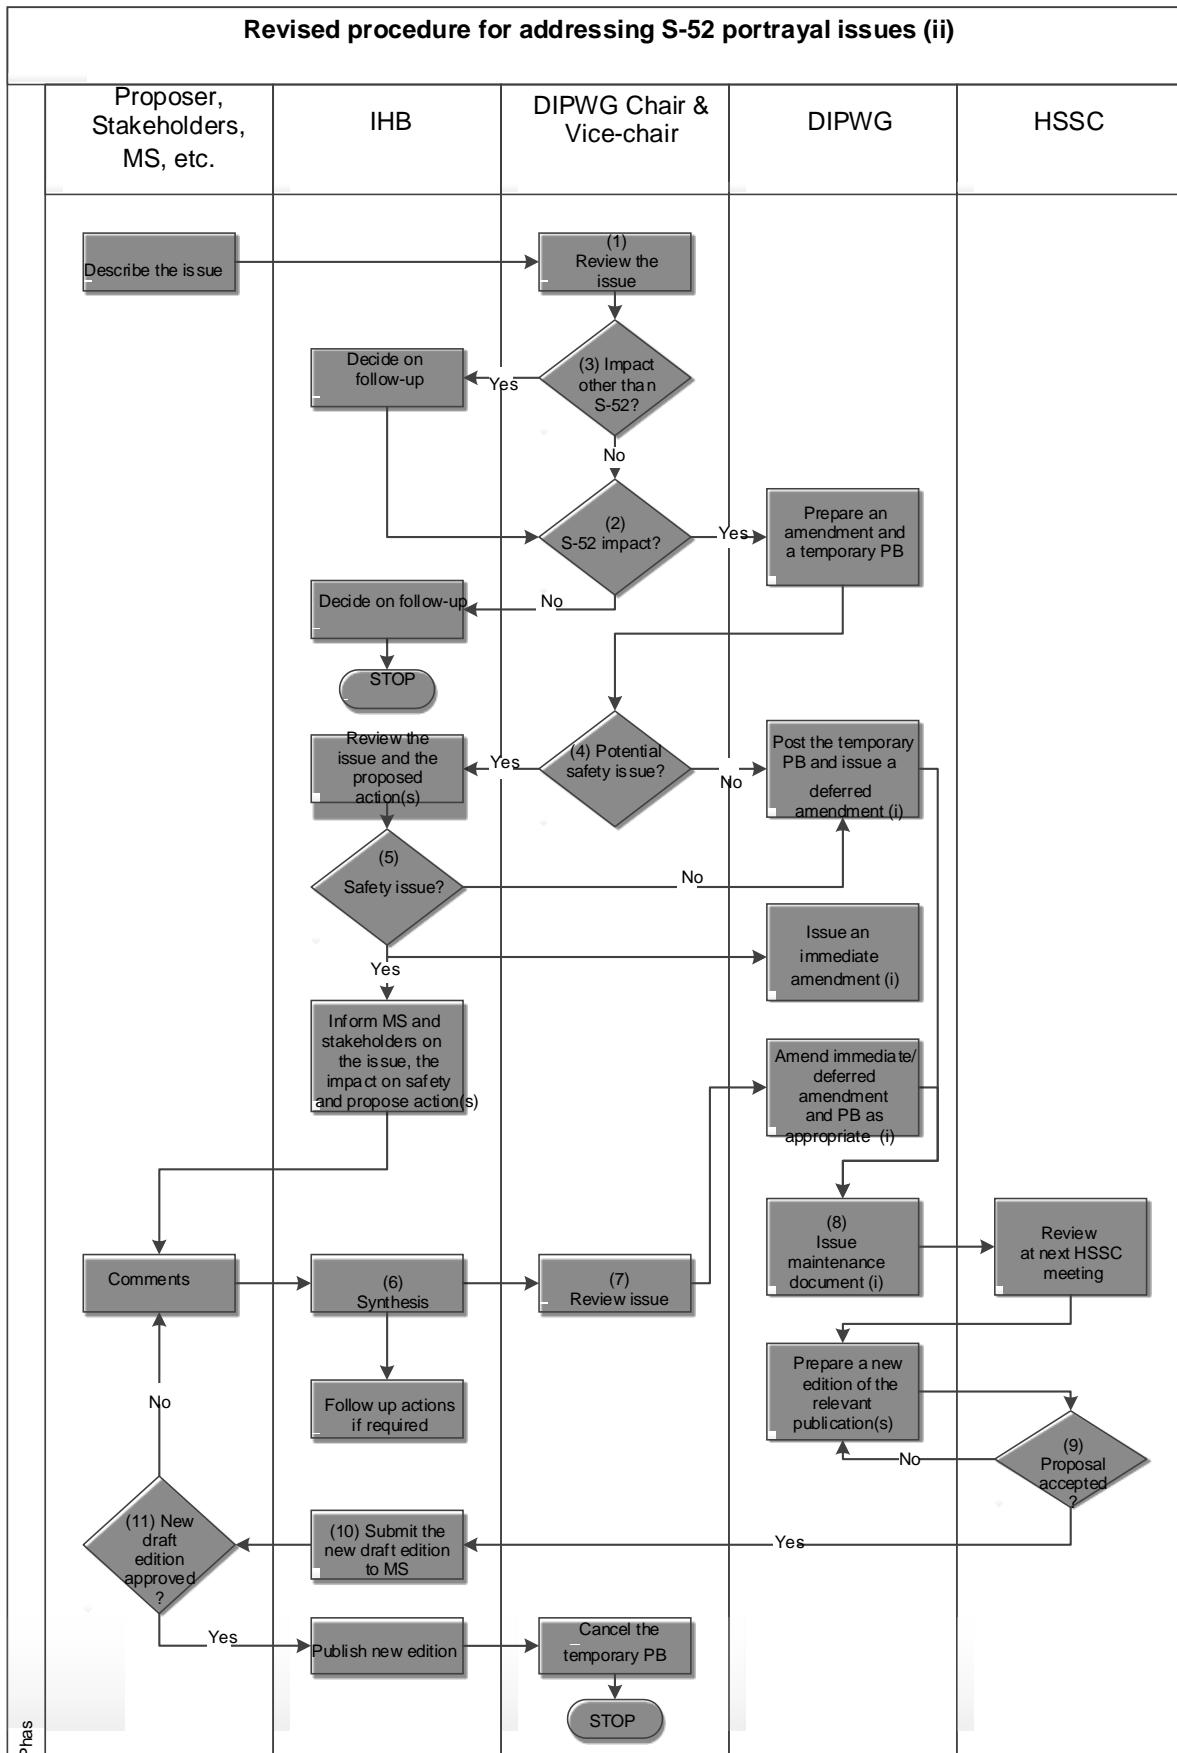 Revised procedure for addressing S-52 portrayal issues (ii)
Proposer,
Stakeholders,
MS, etc.
IHB
DIPWG Chair &
Vice-chair
DIPWG
HSSC
Describe the issue
(1)
Review the
issue
Decide on
follow-up
Yes
(3) Impact
other than
S-52?
No
(2)
S-52 impact?
Yes
Prepare an
amendment and
a temporary PB
Decide on follow-up
No
STOP
Review the
issue and the
proposed
action(s)
Yes
(4) Potential
safety issue?
No
Post the temporary
PB and issue a
deferred
amendment (i)
(5)
Safety issue?
No
Yes
Issue an
immediate
amendment (i)
Inform MS and
stakeholders on
the issue, the
impact on safety
and propose action(s)
Amend immediate/
deferred
amendment
and PB as
appropriate (i)
(8)
Issue
maintenance
document (i)
Review
at next HSSC
meeting
Comments
(6)
Synthesis
(7)
Review issue
No
Follow up actions
if required
Prepare a new
edition of the
relevant
publication(s)
No
(9)
Proposal
accepted
?
(11) New
draft
edition
approved
?
(10) Submit the
new draft edition
to MS
Yes
Yes
Publish new edition
Cancel the
temporary PB
STOP
Phas